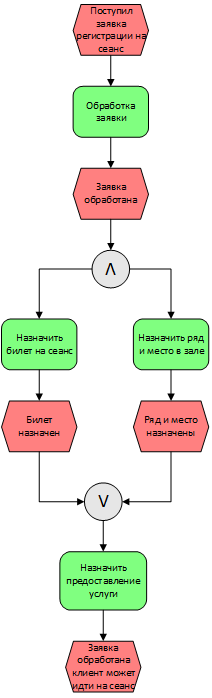 Поступил
заявка
регистрации на
сеанс
Обработка
заявки
Заявка
обработана
Λ
Назначить
билет на сеанс
Назначить ряд
и место в зале
Билет
назначен
Ряд и место
назначены
V
Назначить
предоставление
услуги
Заявка
обработана
клиент может
идти на сеанс